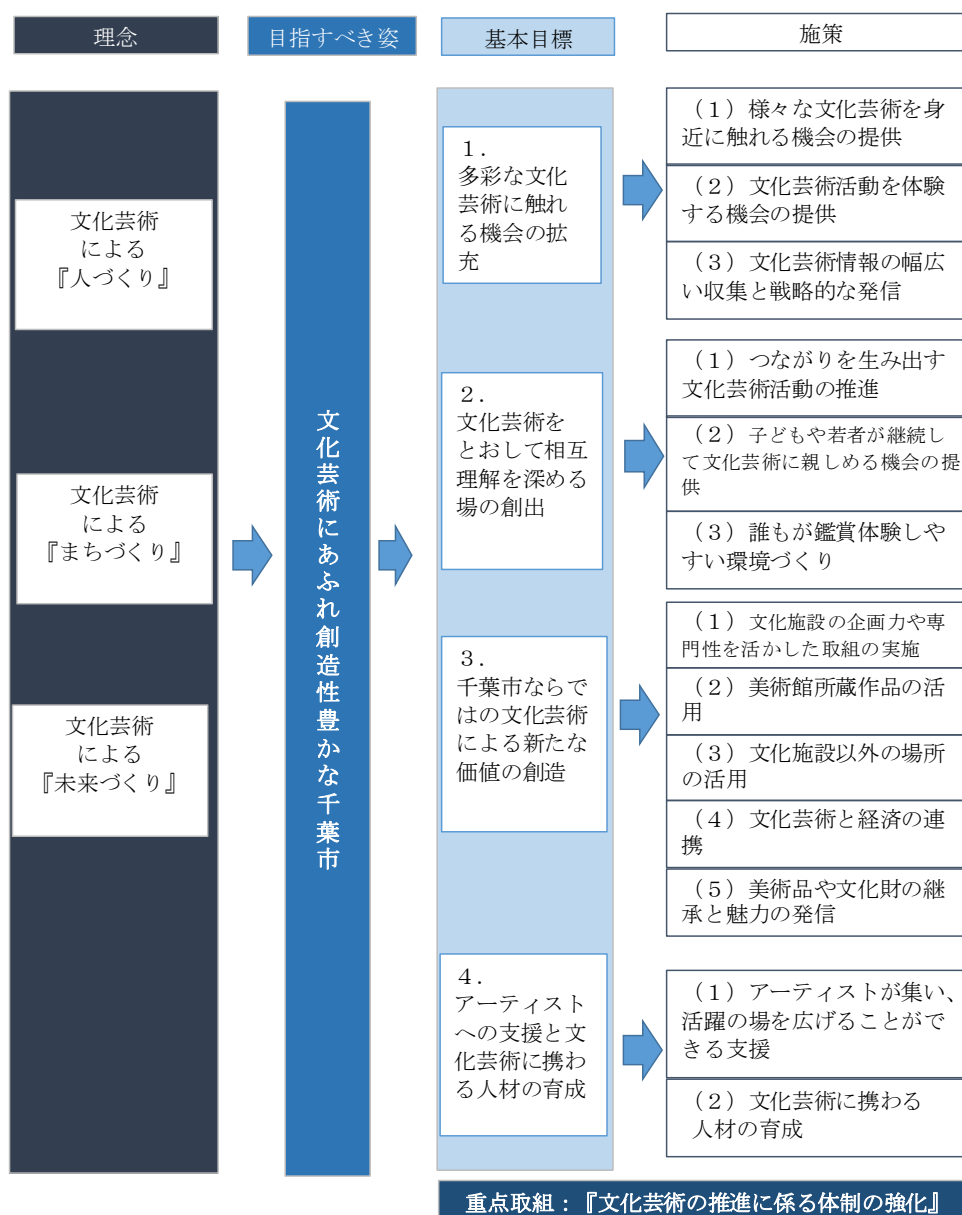 理念
目指すべき姿
基本目標
施策
文化芸術
による
『人づくり』
文化芸術
による
『まちづくり』
文化芸術
による
『未来づくり』
文化芸術にあふれ創造性豊かな千葉市
1.
多彩な文化
芸術に触れ
る機会の拡
充
(1)様々な文化芸術を身
近に触れる機会の提供
(2)文化芸術活動を体験
する機会の提供
(3)文化芸術情報の幅広
い収集と戦略的な発信
2.
文化芸術を
とおして相互
理解を深める
場の創出
(1)つながりを生み出す
文化芸術活動の推進
(2)子どもや若者が継続し
て文化芸術に親しめる機会の提
供
(3)誰もが鑑賞体験しや
すい環境づくり
3.
千葉市ならで
はの文化芸術
による新たな
価値の創造
(1)文化施設の企画力や専
門性を活かした取組の実施
(2)美術館所蔵作品の活
用
(3)文化施設以外の場所
の活用
(4)文化芸術と経済の連
携
(5)美術品や文化財の継
承と魅力の発信
4.
アーティスト
への支援と文
化芸術に携わ
る人材の育成
(1)アーティストが集い、
活躍の場を広げることがで
きる支援
(2)文化芸術に携わる
人材の育成
重点取組:『文化芸術の推進に係る体制の強化』